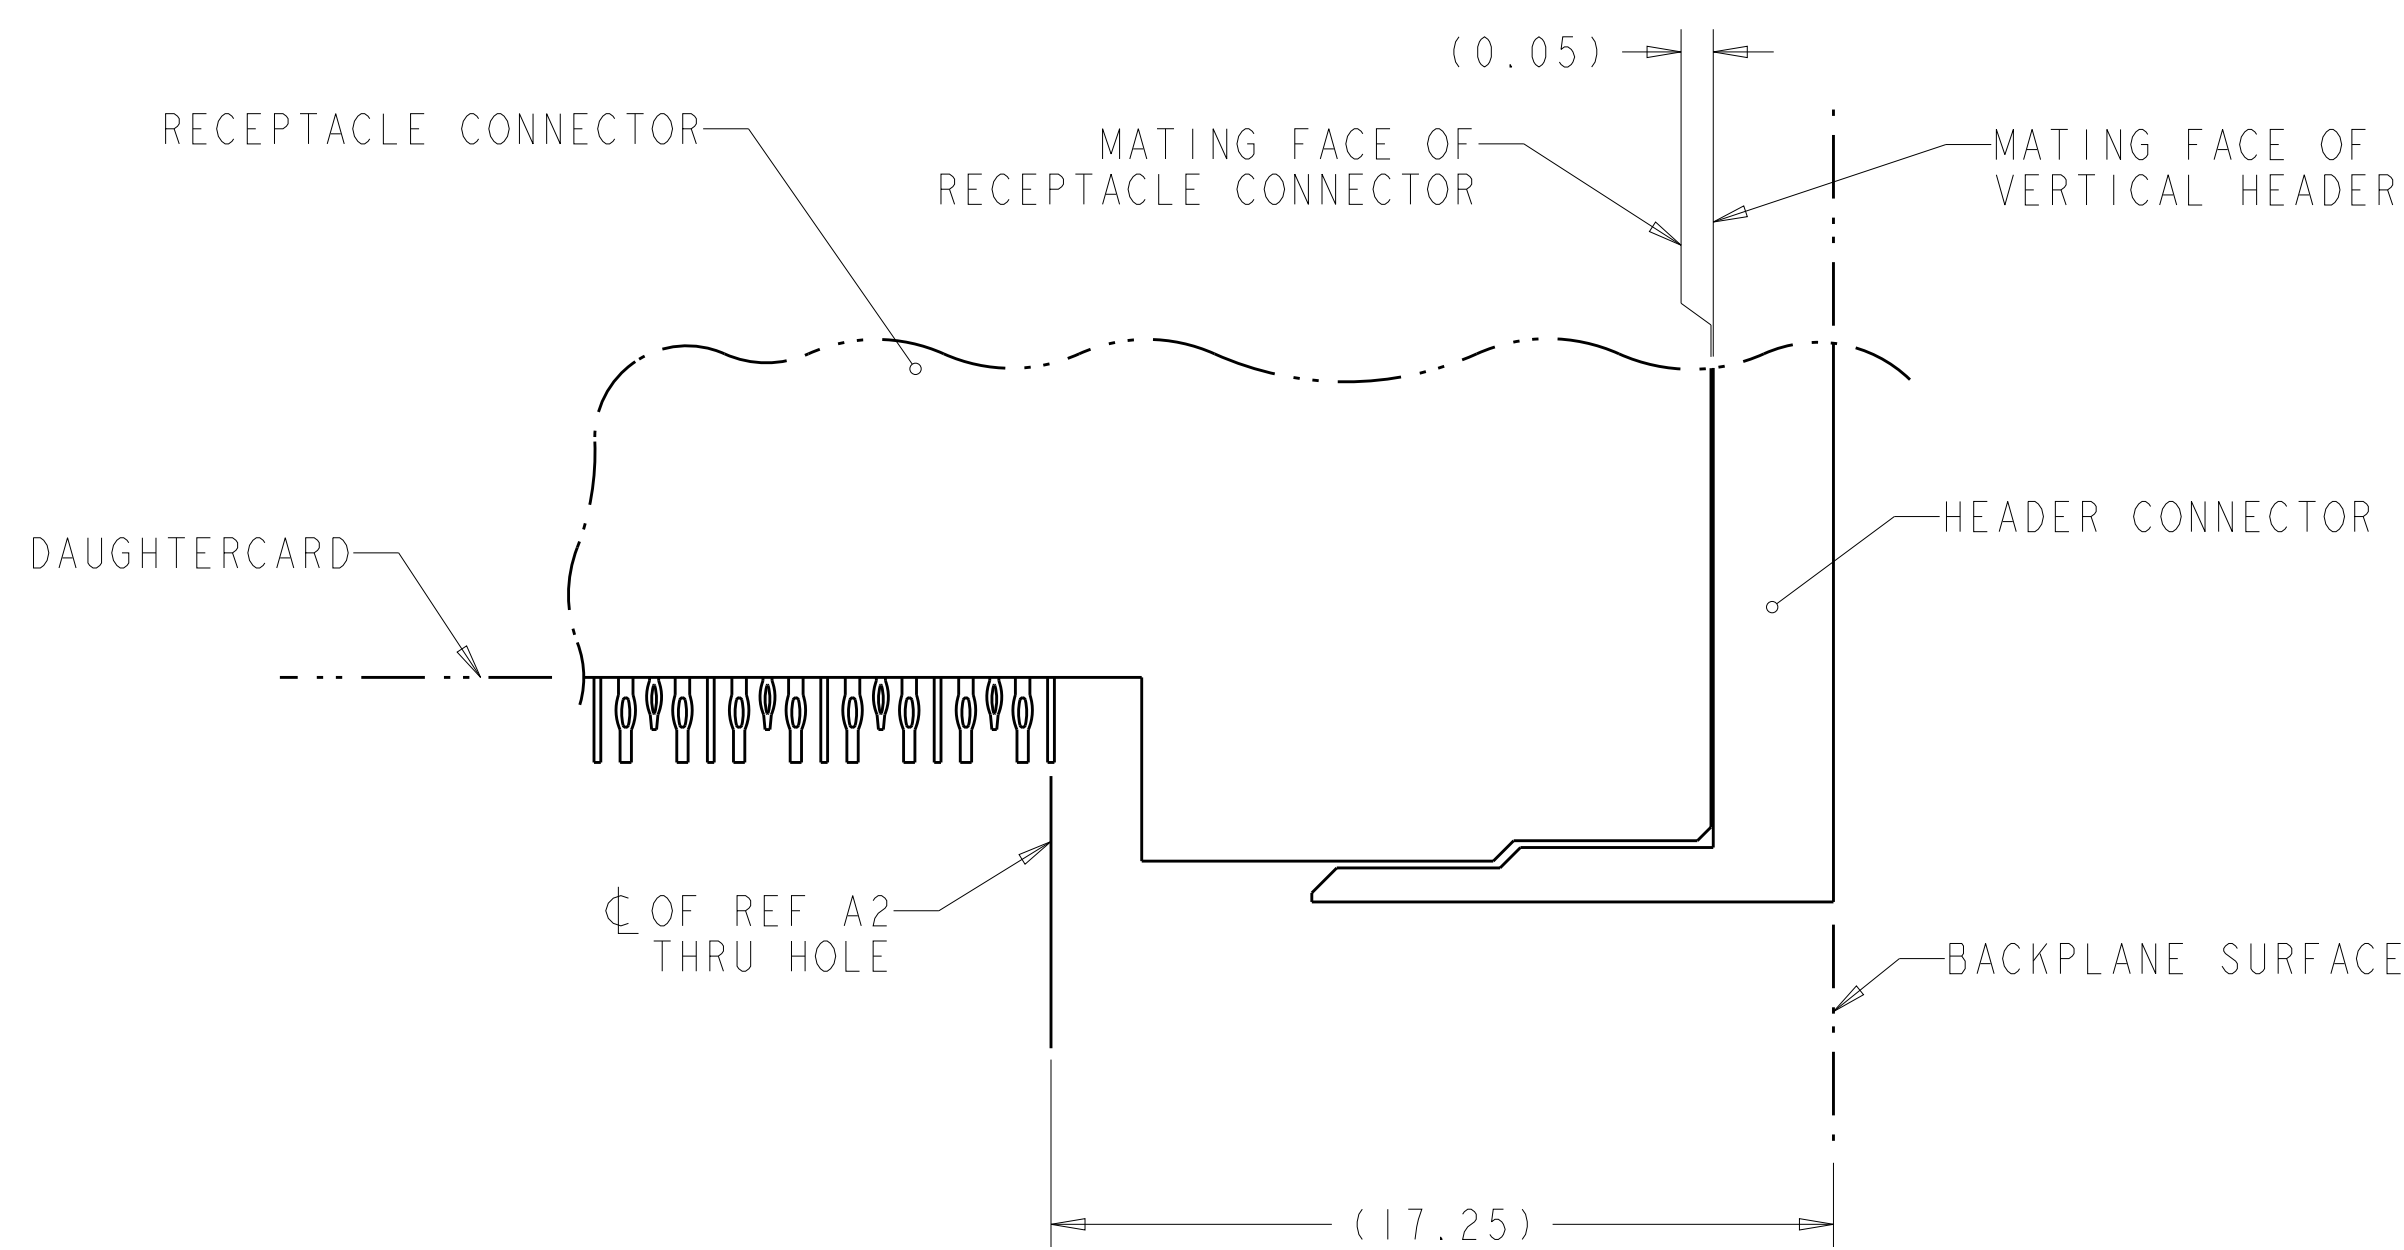 (0.05)
RECEPTACLE CONNECTOR
MATING FACE OF
RECEPTACLE CONNECTOR
MATING FACE OF
VERTICAL HEADER
HEADER CONNECTOR
DAUGHTERCARD
℄ OF REF A2
THRU HOLE
BACKPLANE SURFACE
(17.25)